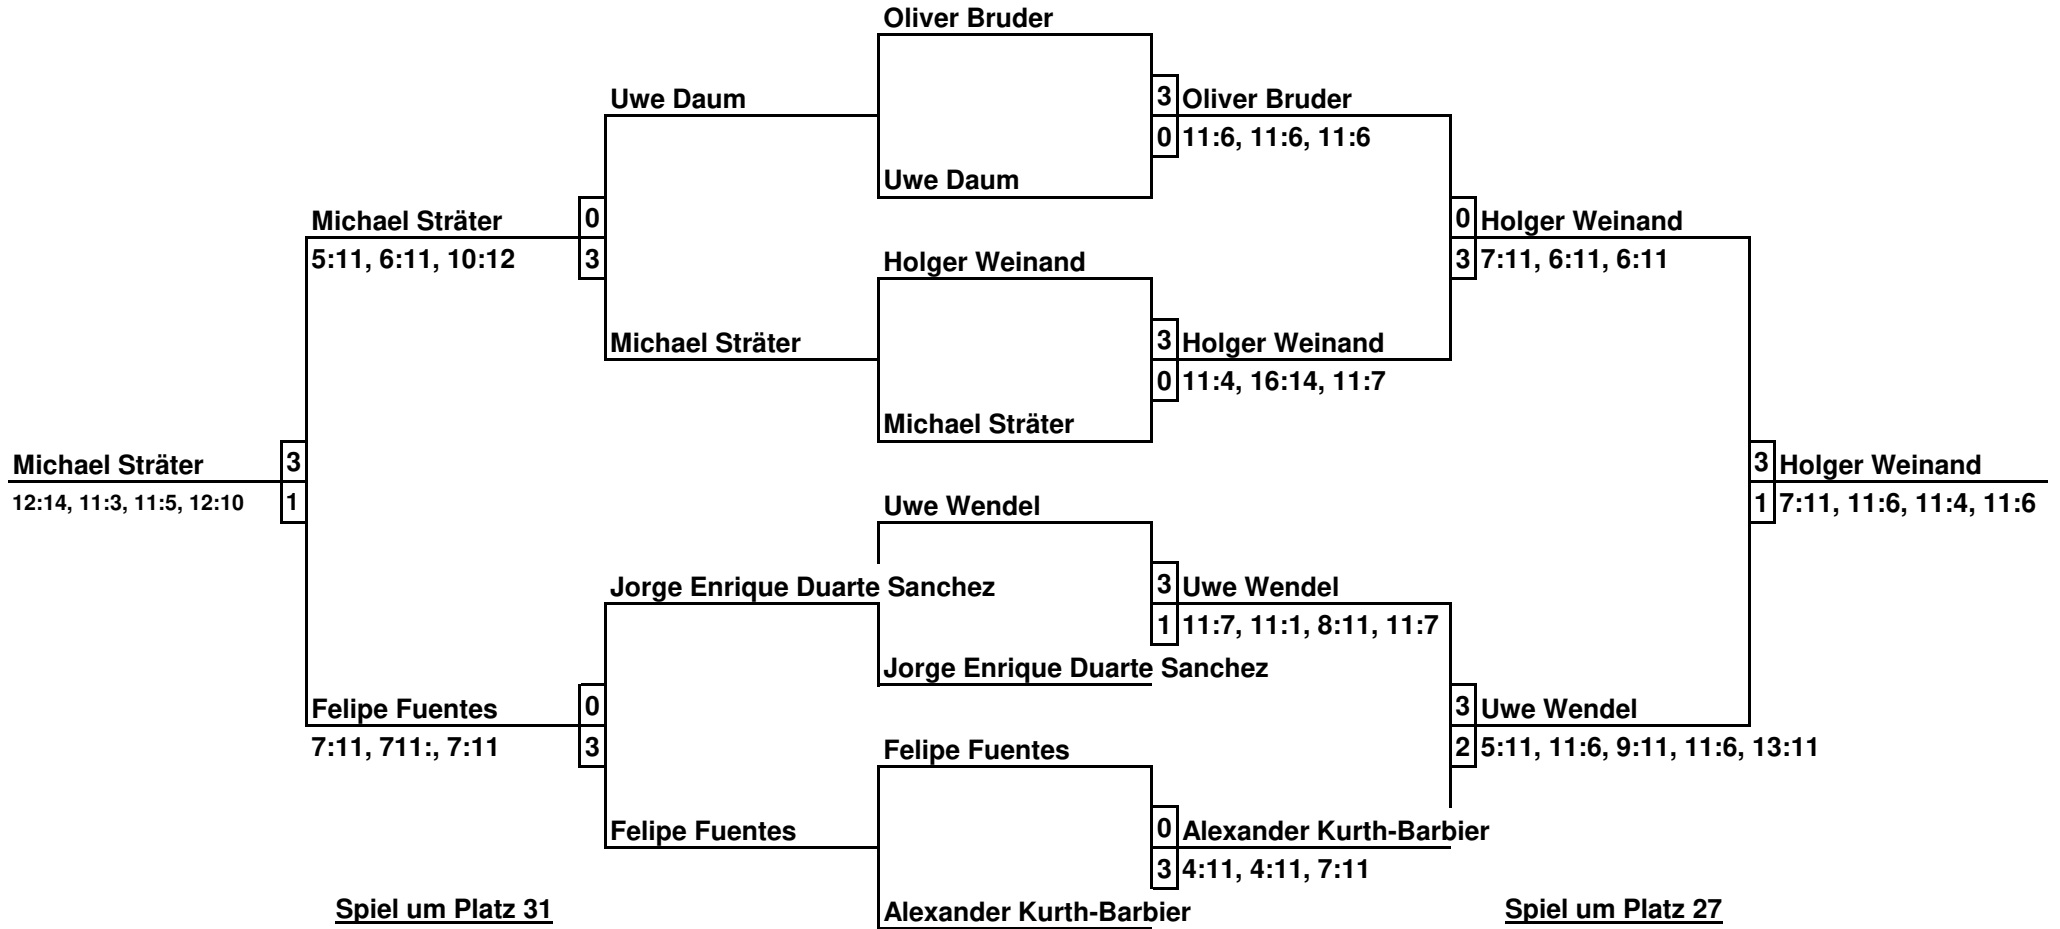 Oliver Bruder
Uwe Daum
3 Oliver Bruder
0 11:6, 11:6, 11:6
Uwe Daum
Michael Sträter 0
0 Holger Weinand
5:11, 6:11, 10:12 3
3 7:11, 6:11, 6:11
Holger Weinand
Michael Sträter
3 Holger Weinand
0 11:4, 16:14, 11:7
Michael Sträter
Michael Sträter 3
3 Holger Weinand
12:14, 11:3, 11:5, 12:10 1
1 7:11, 11:6, 11:4, 11:6
Uwe Wendel
Jorge Enrique Duarte Sanchez
3 Uwe Wendel
1 11:7, 11:1, 8:11, 11:7
Jorge Enrique Duarte Sanchez
Felipe Fuentes 0
3 Uwe Wendel
7:11, 711:, 7:11 3
2 5:11, 11:6, 9:11, 11:6, 13:11
Felipe Fuentes
Felipe Fuentes
0 Alexander Kurth-Barbier
3 4:11, 4:11, 7:11
Spiel um Platz 31
Alexander Kurth-Barbier
Spiel um Platz 27